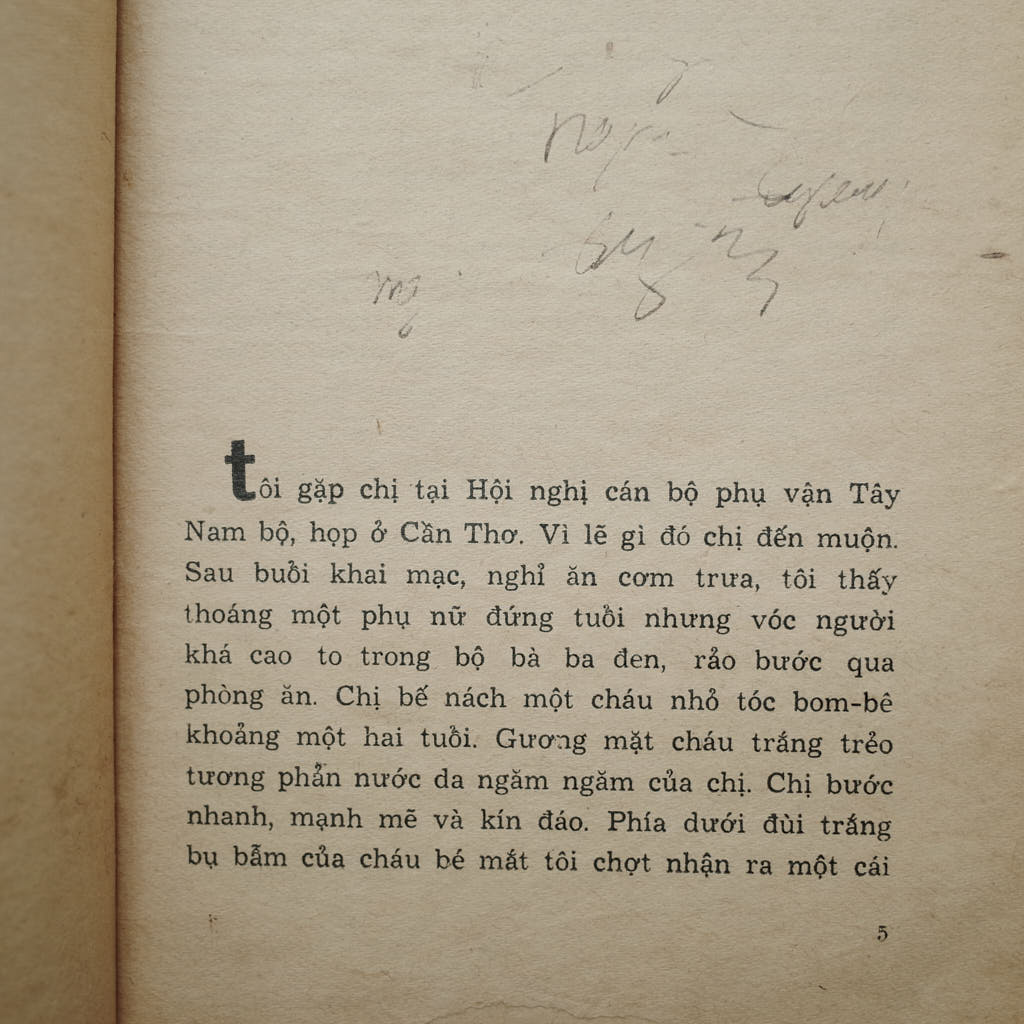 tôi gặp chị tại Hội nghị cán bộ phụ vận Tây
Nam bộ, họp ở Cần Thơ. Vì lẽ gì đó chị đến muộn.
Sau buổi khai mạc, nghỉ ăn cơm trưa, tôi thấy
thoáng một phụ nữ đứng tuổi nhưng vóc người
khá cao to trong bộ bà ba đen, rảo bước qua
phòng ăn. Chị bế nách một cháu nhỏ tóc bom-bê
khoảng một hai tuổi. Gương mặt cháu trắng trẻo
tương phản nước da ngăm ngăm của chị. Chị bước
nhanh, mạnh mẽ và kín đáo. Phía dưới đùi trắng
bụ bẫm của cháu bé mắt tôi chợt nhận ra một cái
5